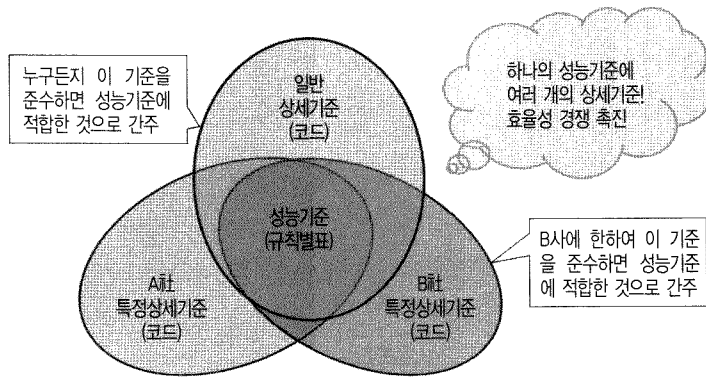 누구든지 이 기준을
준수하면 성능기준에
적합한 것으로 간주
일반
상세기준
(코드)
하나의 성능기준에
여러 개의 상세기준!
효율성 경쟁 촉진
성능기준
(규칙별표)
A社
특정상세기준
(코드)
B社
특정상세기준
(코드)
B사에 한하여 이 기준
을 준수하면 성능기준
에 적합한 것으로 간주